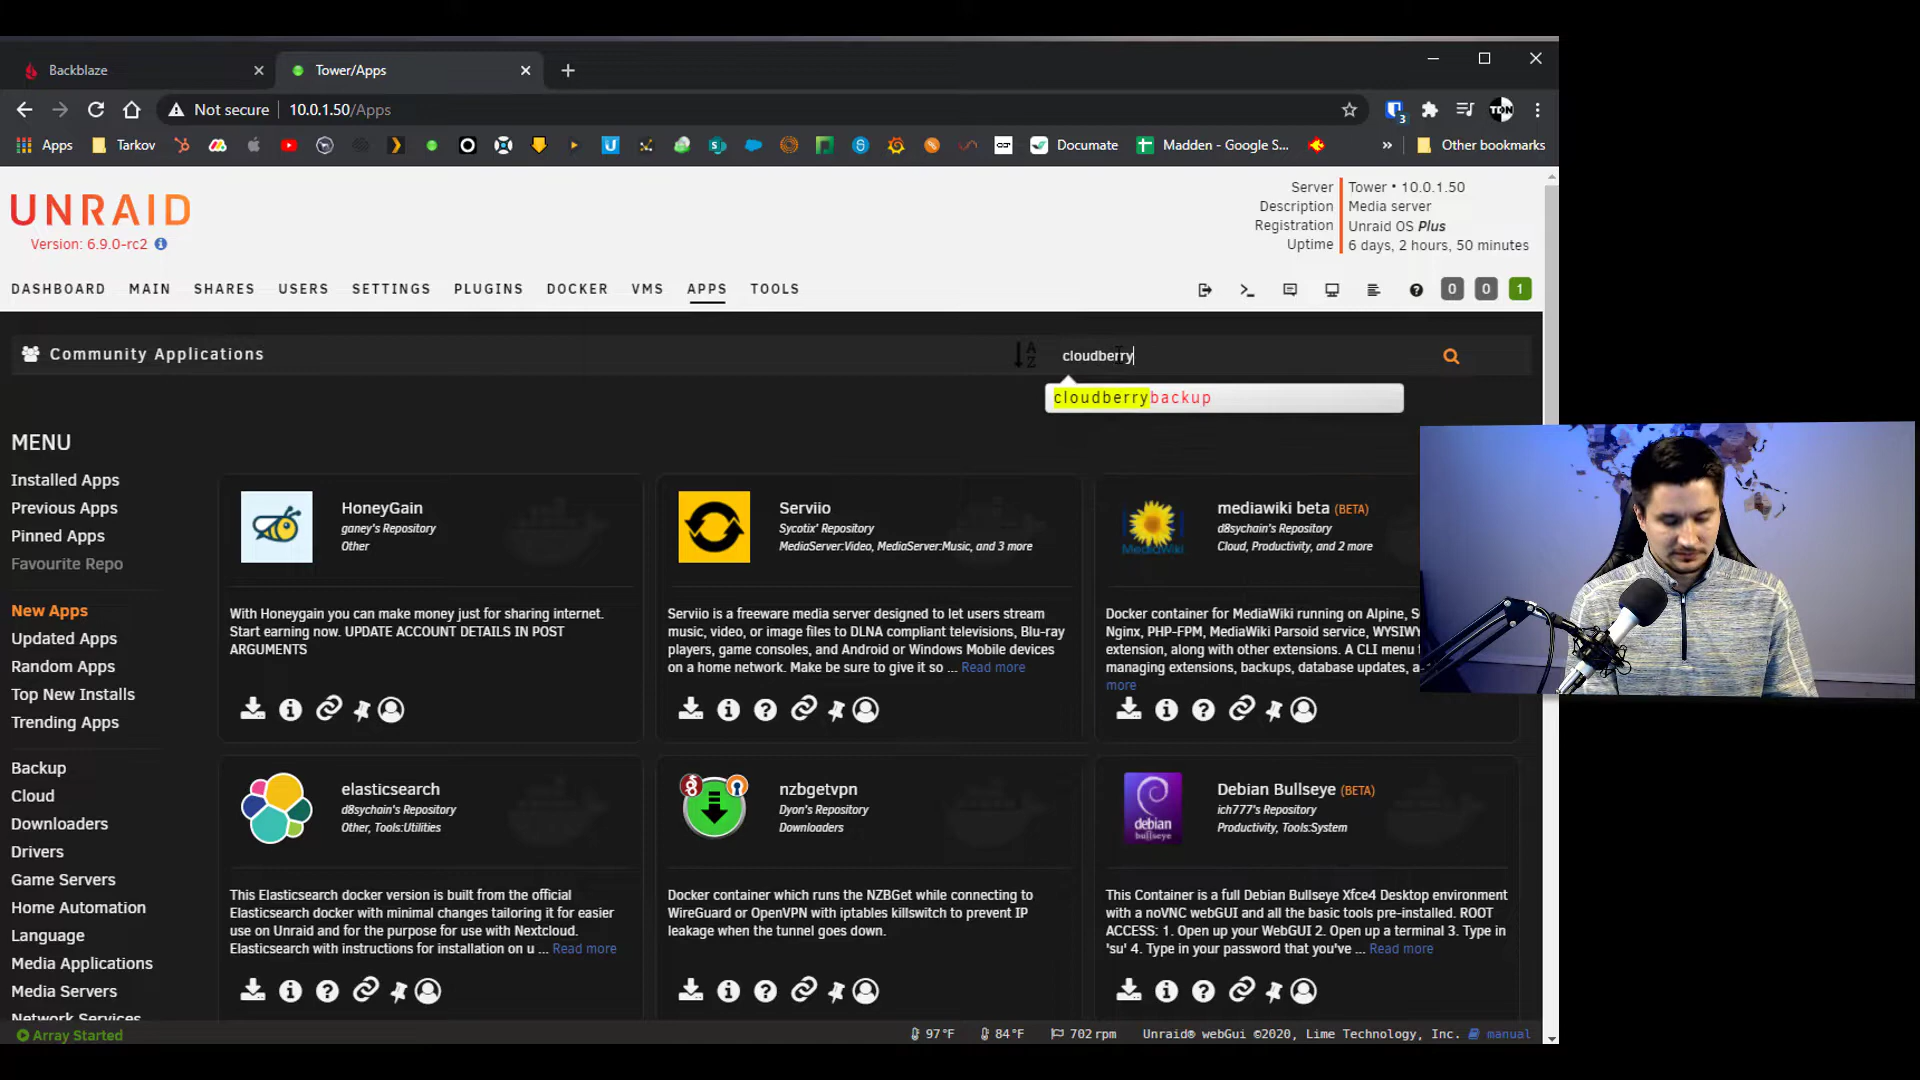 Backblaze
Tower/Apps
Not secure
10.0.1.50/Apps
3
TDN
Apps
Tarkov
Documate
Madden - Google S...
»
Other bookmarks
UNRAID
Version: 6.9.0-rc2
Server
Tower • 10.0.1.50
Description
Media server
Registration
Unraid OS Plus
Uptime
6 days, 2 hours, 50 minutes
DASHBOARD MAIN SHARES USERS SETTINGS PLUGINS DOCKER VMS APPS TOOLS
0 0 1
Community Applications
A
Z
cloudberry
cloudberrybackup
MENU
Installed Apps
Previous Apps
Pinned Apps
Favourite Repo
New Apps
Updated Apps
Random Apps
Top New Installs
Trending Apps
Backup
Cloud
Downloaders
Drivers
Game Servers
Home Automation
Language
Media Applications
Media Servers
Network Services
HoneyGain
ganey's Repository
Other
With Honeygain you can make money just for sharing internet.
Start earning now. UPDATE ACCOUNT DETAILS IN POST
ARGUMENTS
Serviio
Sycotix' Repository
MediaServer:Video, MediaServer:Music, and 3 more
Serviio is a freeware media server designed to let users stream
music, video, or image files to DLNA compliant televisions, Blu-ray
players, game consoles, and Android or Windows Mobile devices
on a home network. Make be sure to give it so ... Read more
MediaWiki
mediawiki beta (BETA)
d8sychain's Repository
Cloud, Productivity, and 2 more
Docker container for MediaWiki running on Alpine, S
Nginx, PHP-FPM, MediaWiki Parsoid service, WYSIWY
extension, along with other extensions. A CLI menu
managing extensions, backups, database updates, a
more
elasticsearch
d8sychain's Repository
Other, Tools:Utilities
This Elasticsearch docker version is built from the official
Elasticsearch docker with minimal changes tailoring it for easier
use on Unraid and for the purpose for use with Nextcloud.
Elasticsearch with instructions for installation on u ... Read more
nzbgetvpn
Dyon's Repository
Downloaders
Docker container which runs the NZBGet while connecting to
WireGuard or OpenVPN with iptables killswitch to prevent IP
leakage when the tunnel goes down.
debian
bullseye
Debian Bullseye (BETA)
ich777's Repository
Productivity, Tools:System
This Container is a full Debian Bullseye Xfce4 Desktop environment
with a noVNC webGUI and all the basic tools pre-installed. ROOT
ACCESS: 1. Open up your WebGUI 2. Open up a terminal 3. Type in
'su' 4. Type in your password that you've ... Read more
Array Started
97°F
84°F
702 rpm
Unraid® webGui ©2020, Lime Technology, Inc.
manual